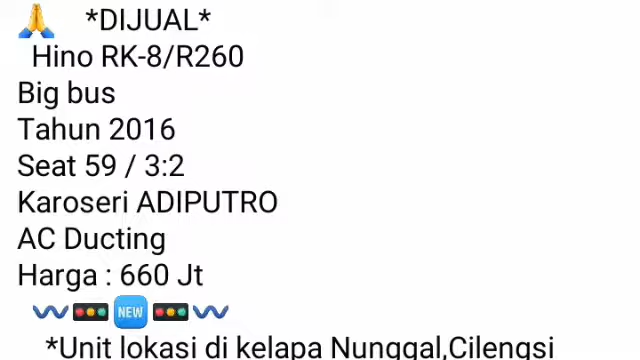 🙏 *DIJUAL*
Hino RK-8/R260
Big bus
Tahun 2016
Seat 59 / 3:2
Karoseri ADIPUTRO
AC Ducting
Harga : 660 Jt
〰🚥🆕🚥〰
*Unit lokasi di kelapa Nunggal,Cilengsi